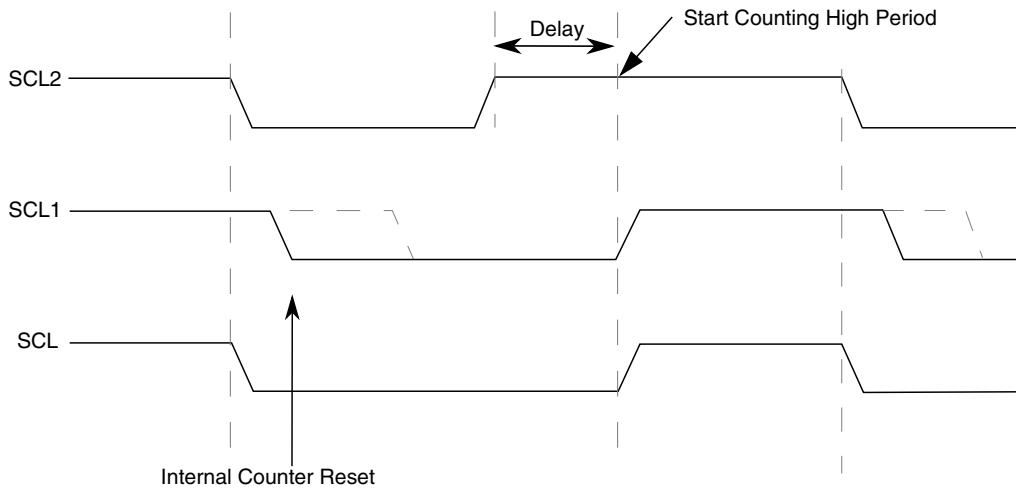 Start Counting High Period
Delay
SCL2
SCL1
SCL
Internal Counter Reset